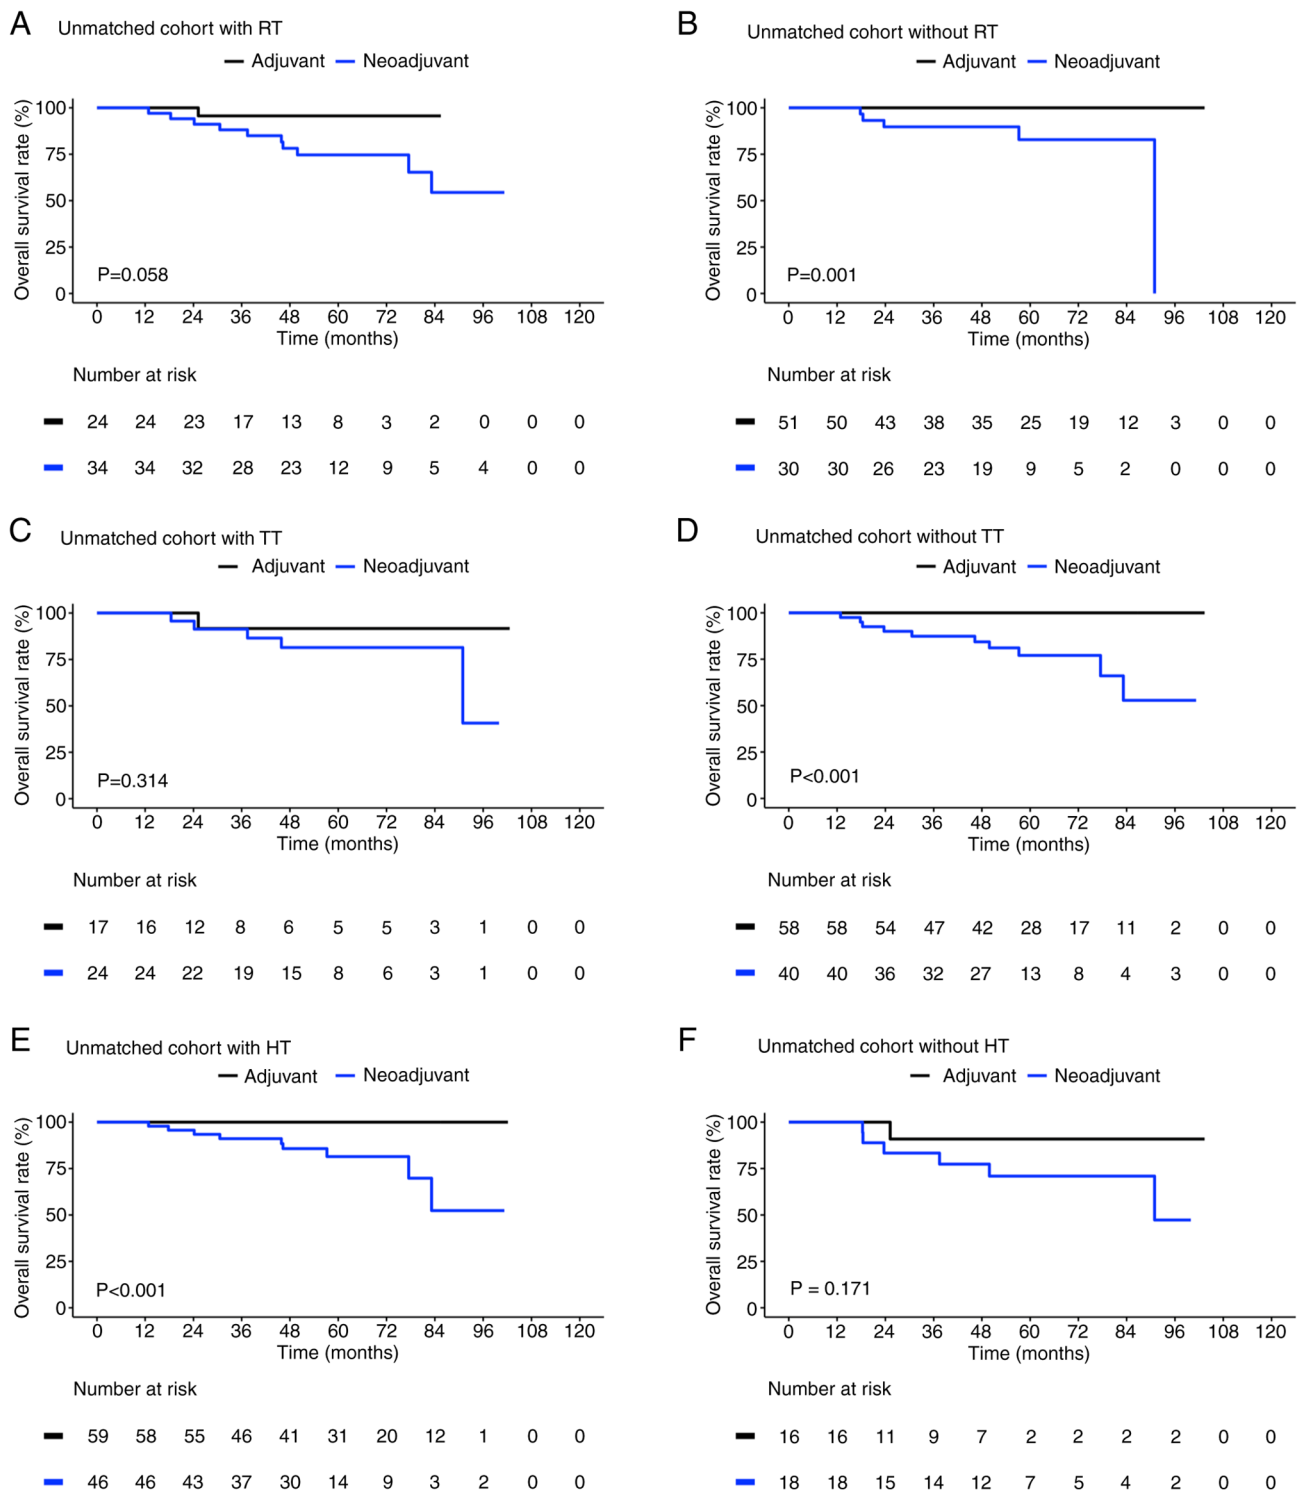 A Unmatched cohort with RT
Adjuvant Neoadjuvant
Overall survival rate (%)
100
75
50
25
0
P=0.058
0 12 24 36 48 60 72 84 96 108 120
Time (months)
Number at risk
24 24 23 17 13 8 3 2 0 0 0
34 34 32 28 23 12 9 5 4 0 0
B Unmatched cohort without RT
Adjuvant Neoadjuvant
Overall survival rate (%)
100
75
50
25
0
P=0.001
0 12 24 36 48 60 72 84 96 108 120
Time (months)
Number at risk
51 50 43 38 35 25 19 12 3 0 0
30 30 26 23 19 9 5 2 0 0 0
C Unmatched cohort with TT
Adjuvant Neoadjuvant
Overall survival rate (%)
100
75
50
25
0
P=0.314
0 12 24 36 48 60 72 84 96 108 120
Time (months)
Number at risk
17 16 12 8 6 5 5 3 1 0 0
24 24 22 19 15 8 6 3 1 0 0
D Unmatched cohort without TT
Adjuvant Neoadjuvant
Overall survival rate (%)
100
75
50
25
0
P<0.001
0 12 24 36 48 60 72 84 96 108 120
Time (months)
Number at risk
58 58 54 47 42 28 17 11 2 0 0
40 40 36 32 27 13 8 4 3 0 0
E Unmatched cohort with HT
Adjuvant Neoadjuvant
Overall survival rate (%)
100
75
50
25
0
P<0.001
0 12 24 36 48 60 72 84 96 108 120
Time (months)
Number at risk
59 58 55 46 41 31 20 12 1 0 0
46 46 43 37 30 14 9 3 2 0 0
F Unmatched cohort without HT
Adjuvant Neoadjuvant
Overall survival rate (%)
100
75
50
25
0
P = 0.171
0 12 24 36 48 60 72 84 96 108 120
Time (months)
Number at risk
16 16 11 9 7 2 2 2 2 0 0
18 18 15 14 12 7 5 4 2 0 0